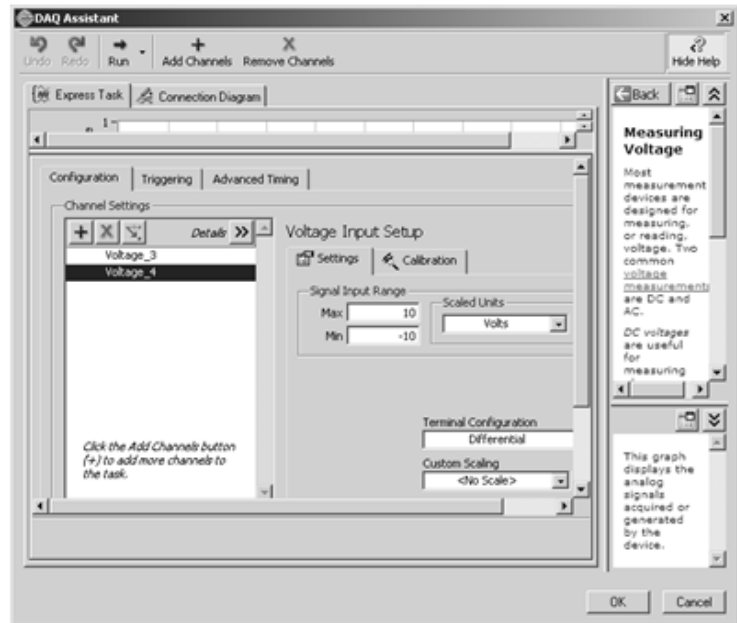 DAQ Assistant
Undo Redo Run Add Channels Remove Channels Hide Help
Express Task Connection Diagram
1
Configuration Triggering Advanced Timing
Channel Settings
Details
Voltage_3
Voltage_4
Click the Add Channels button
(+) to add more channels to
the task.
Voltage Input Setup
Settings Calibration
Signal Input Range
Max 10
Min -10
Scaled Units
Volts
Terminal Configuration
Differential
Custom Scaling
<No Scale>
Back
Measuring
Voltage
Most
measurement
devices are
designed for
measuring,
or reading,
voltage. Two
common
voltage
measurements
are DC and
AC.
DC voltages
are useful
for
measuring
This graph
displays the
analog
signals
acquired or
generated
by the
device.
OK Cancel